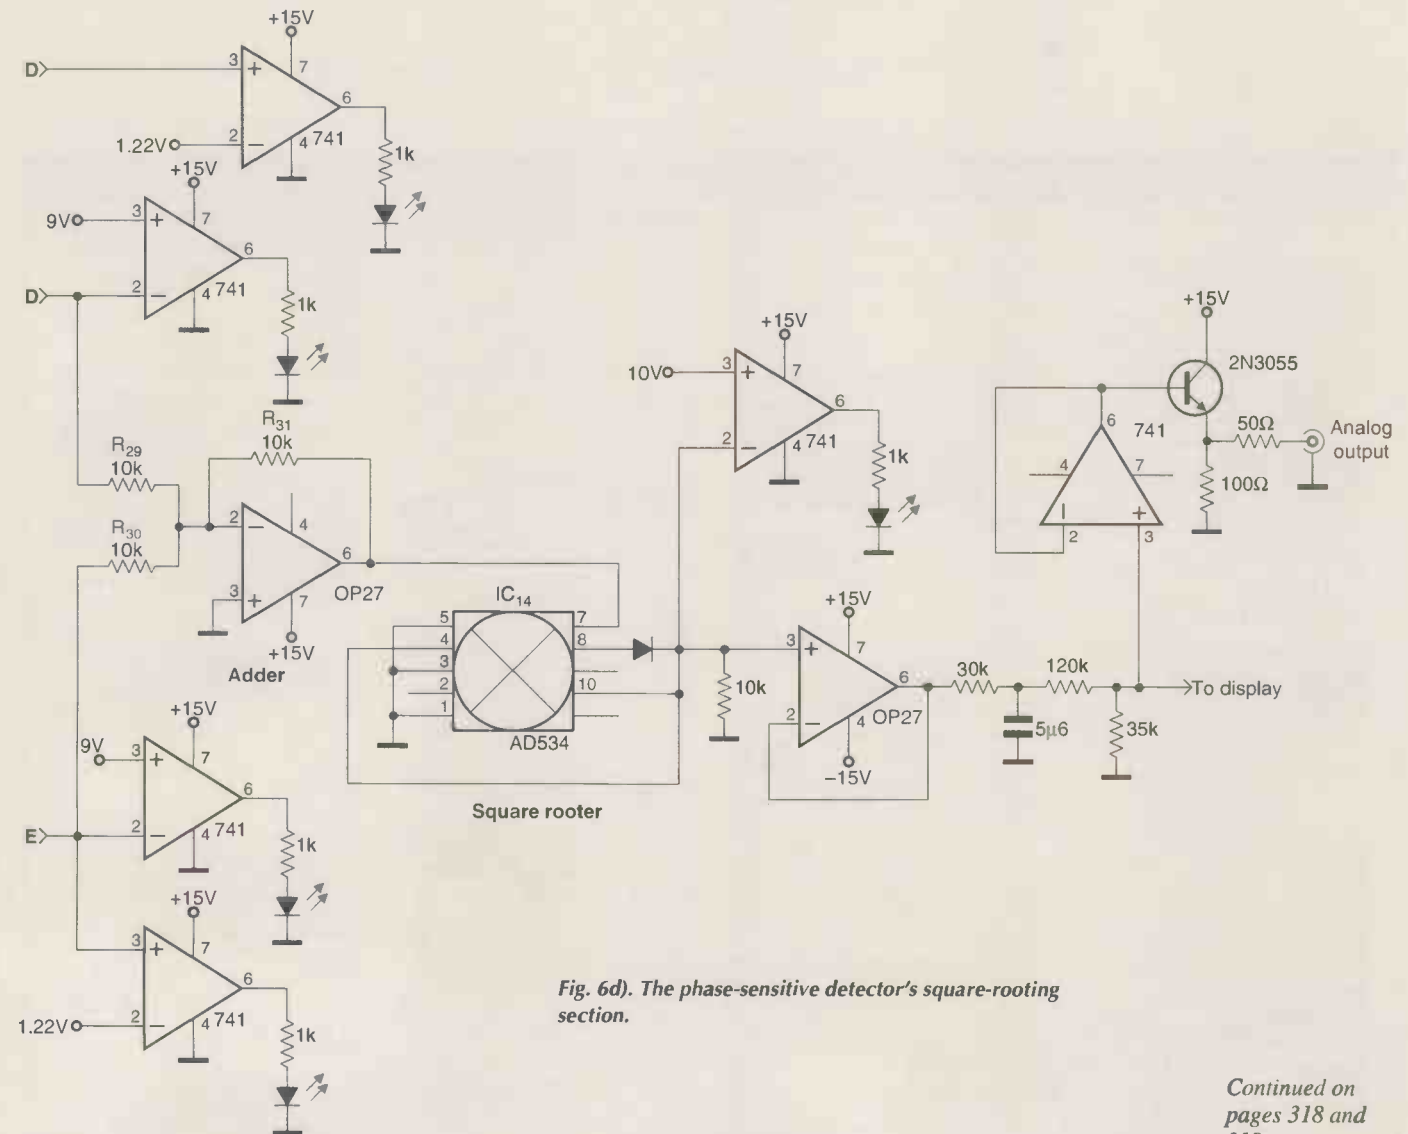 +15V
D
3
+
7
6
1.22V
2
−
4
741
1k
+15V
9V
3
+
7
6
D
2
−
4
741
1k
R31
10k
R29
10k
R30
10k
2
−
4
6
3
+
7
OP27
+15V
Adder
IC14
5
4
3
2
1
7
8
10
AD534
Square rooter
+15V
10V
3
+
7
6
2
−
4
741
1k
+15V
3
+
7
6
2
−
4
OP27
−15V
10k
30k
120k
To display
5µ6
35k
+15V
2N3055
6
741
4
7
−
+
2
3
50Ω
100Ω
Analog
output
+15V
9V
3
+
7
6
E
2
−
4
741
1k
+15V
3
+
7
6
1.22V
2
−
4
741
1k
Fig. 6d). The phase-sensitive detector's square-rooting
section.
Continued on
pages 318 and